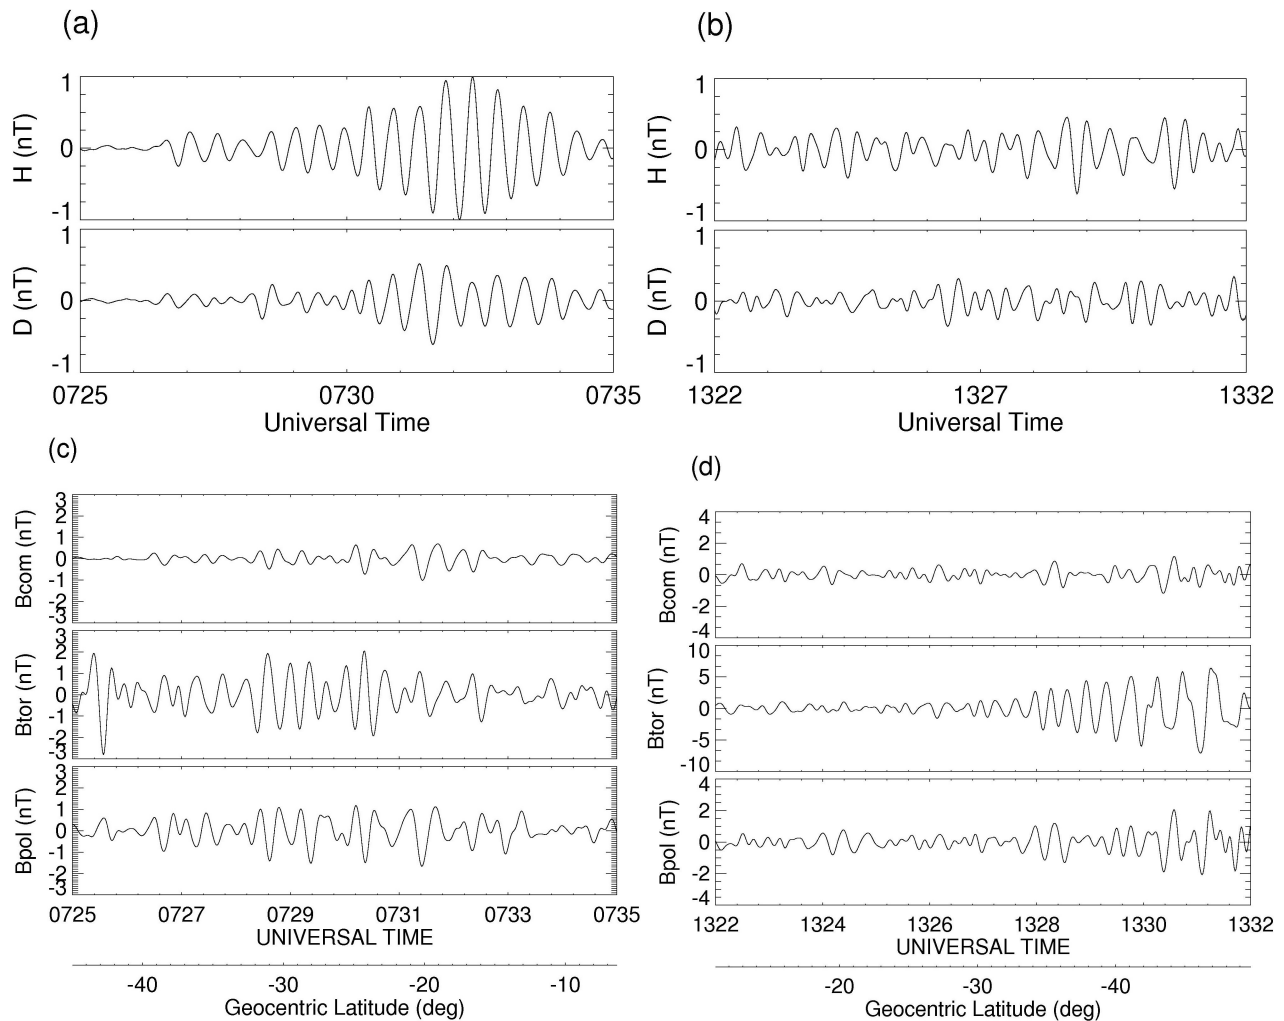 (a)
1
0
-1
H (nT)
1
0
-1
D (nT)
0725 0730 0735
Universal Time
(b)
1
0
-1
H (nT)
1
0
-1
D (nT)
1322 1327 1332
Universal Time
(c)
3
2
1
0
-1
-2
-3
Bcom (nT)
3
2
1
0
-1
-2
-3
Btor (nT)
3
2
1
0
-1
-2
-3
Bpol (nT)
0725 0727 0729 0731 0733 0735
UNIVERSAL TIME
-40 -30 -20 -10
Geocentric Latitude (deg)
(d)
4
2
0
-2
-4
Bcom (nT)
10
5
0
-5
-10
Btor (nT)
4
2
0
-2
-4
Bpol (nT)
1322 1324 1326 1328 1330 1332
UNIVERSAL TIME
-20 -30 -40
Geocentric Latitude (deg)